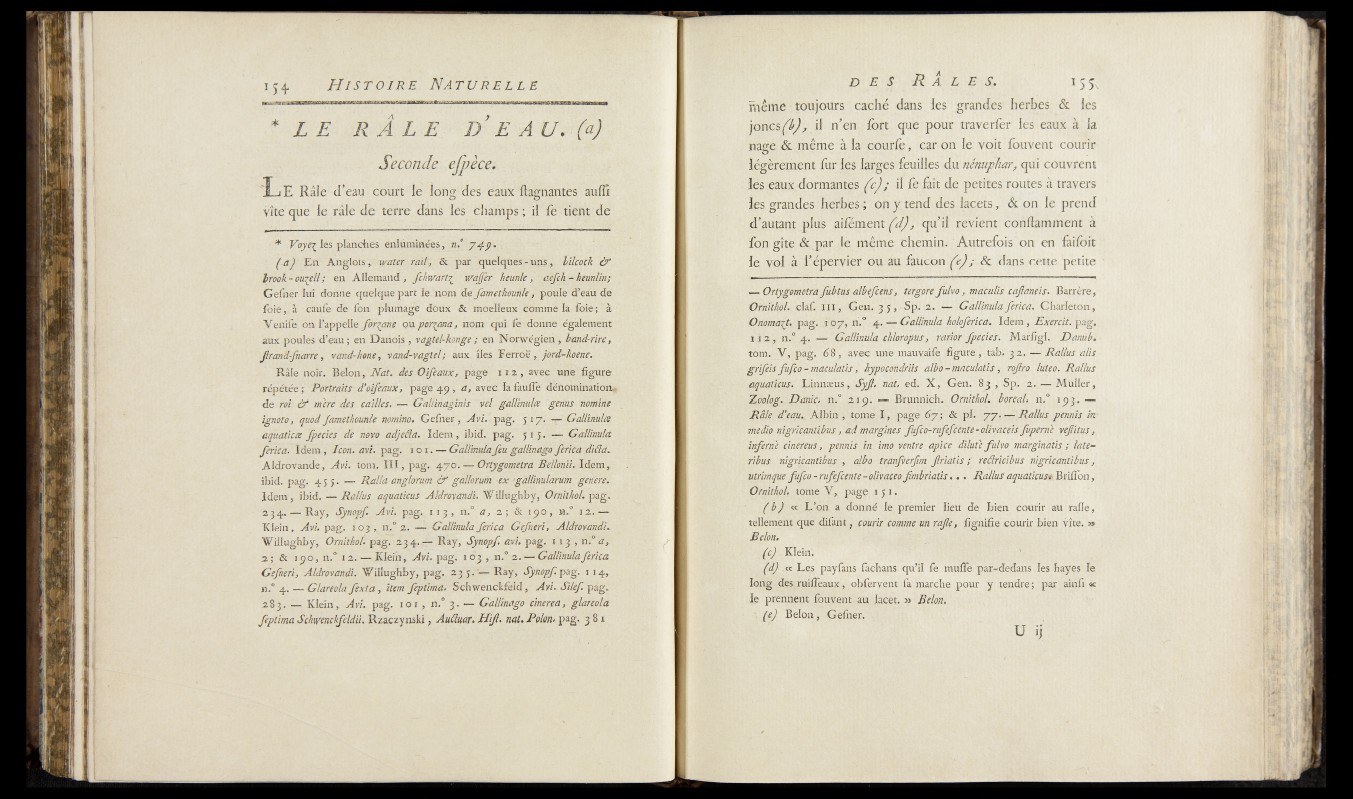 154 HISTOIRE NATURELLE
* LE RÂLE D'EAU. (a)
Seconde eſpèce.
LE Râle d'eau court le long des eaux ſtagnantes auſſi
vîte que le râle de terre dans les champs ; il ſe tient de
* Voyez les planches enluminées, n.° 749.
(a) En Anglois, water rail, & par quelques-uns, bilcock &
brook-ouzell ; en Allemand, ſchwartz waſſer heunle, aeſch-heunlin;
Geſner lui donne quelque part le nom de ſamethounle, poule d'eau de
ſoie, à cauſe de ſon plumage doux & moelleux comme la ſoie; à
Veniſe on l'appelle forzane ou porzana, nom qui ſe donne également
aux poules d'eau ; en Danois, vagtel-konge ; en Norwégien, band-rire,
ſtrand-ſnarre, vand-hone, vand-vagtel; aux îles Ferroë, jord-koene.
Râle noir. Belon, Nat. des Oiſeaux, page 112, avec une figure
répétée ; Portraits d'oiſeaux, page 49, a, avec la fauſſe dénomination
de roi & mère des cailles. — Gallinaginis vel gallinulæ genus nomine
ignoto, quod ſamethounle nomino. Geſner, Avi. pag. 517. — Gallinulæ
aquaticæ ſpecies de novo adjecta. Idem, ibid. pag. 515. — Gallinula
ſerica. Idem, Icon. avi. pag. 101. — Gallinula ſeu gallinago ſerica dicta.
Aldrovande, Avi. tom. III, pag. 470. — Ortygometra Bellonii. Idem,
ibid. pag. 455. — Ralla anglorum & gallorum ex gallinularum genere.
Idem, ibid. — Rallus aquaticus Aldrovandi. Willughby, Ornithol. pag.
234. — Ray, Synopſ. Avi. pag. 113, n.° a, 2 ; & 190, n.° 12. —
Klein, Avi. pag. 103, n.° 2. — Gallinula ſerica Geſneri, Aldrovandi.
Willughby, Ornithol. pag. 234. — Ray, Synopſ. avi. pag. 113, n.° a,
2 ; & 190, n.° 12. — Klein, Avi. pag. 103, n.° 2. — Gallinula ſerica
Geſneri, Aldrovandi. Willughby, pag. 235. — Ray, Synopſ. pag. 114,
n.° 4. — Glareola ſexta, item ſeptima. Schwenckfeld, Avi. Sileſ. pag.
283. — Klein, Avi. pag. 101, n.° 3. — Gallinago cinerea, glareola
ſeptima Schwenckfeldii. Rzaczynski, Auctuar. Hiſt. nat. Polon. pag. 381
DES RÂLES. 155
même toujours caché dans les grandes herbes & les
joncs (b), il n'en ſort que pour traverſer les eaux à la
nage & même à la courſe, car on le voit ſouvent courir
légèrement ſur les larges feuilles du nénuphar, qui couvrent
les eaux dormantes (c) ; il ſe fait de petites routes à travers
les grandes herbes ; on y tend des lacets, & on le prend
d'autant plus aiſément (d), qu'il revient conſtamment à
ſon gîte & par le même chemin. Autrefois on en faiſoit
le vol à l'épervier ou au faucon (e) ; & dans cette petite
— Ortygometra ſubtus albeſcens, tergore fulvo, maculis caſtaneis. Barrère,
Ornithol. claſ. III, Gen. 35, Sp. 2. — Gallinula ſerica. Charleton,
Onomazt. pag. 107, n.° 4. — Gallinula holoſerica. Idem, Exercit. pag.
112, n.° 4. — Gallinula chloropus, rarior ſpecies. Marſigl. Danub.
tom. V, pag. 68, avec une mauvaiſe figure, tab. 32. — Rallus alis
griſeis fuſco-maculatis, hypocondriis albo-maculatis, roſtro luteo. Rallus
aquaticus. Linnæus, Syſt. nat. ed. X, Gen. 83, Sp. 2. — Muller,
Zoolog. Danic. n.° 219. — Brunnich. Ornithol. boreal. n.° 193. —
Râle d'eau. Albin, tome I, page 67 ; & pl. 77. — Rallus pennis in
medio nigricantibus, ad margines fuſco-rufeſcente-olivaceis ſupernè veſtitus,
infernè cinereus, pennis in imo ventre apice dilutè fulvo marginatis ; late-
ribus nigricantibus, albo tranſverſim ſtriatis ; rectricibus nigricantibus,
utrimque fuſco-rufeſcente-olivaceo fimbriatis . . . Rallus aquaticus. Briſſon,
Ornithol. tome V, page 151.
(b) « L'on a donné le premier lieu de bien courir au raſle,
tellement que diſant, courir comme un raſle, ſignifie courir bien vîte. »
Belon.
(c) Klein.
(d) « Les payſans ſachans qu'il ſe muſſe par-dedans les hayes le
long des ruiſſeaux, obſervent ſa marche pour y tendre; par ainſi «
le prennent ſouvent au lacet. » Belon.
(e) Belon, Geſner.
U ij